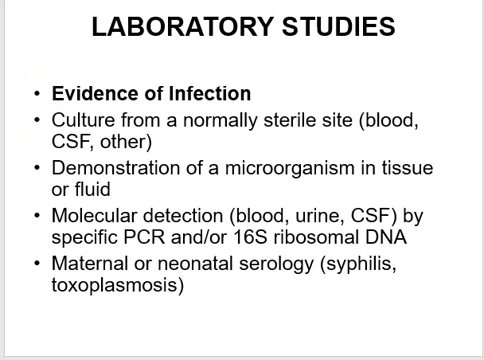 LABORATORY STUDIES
• Evidence of Infection
• Culture from a normally sterile site (blood,
CSF, other)
• Demonstration of a microorganism in tissue
or fluid
• Molecular detection (blood, urine, CSF) by
specific PCR and/or 16S ribosomal DNA
• Maternal or neonatal serology (syphilis,
toxoplasmosis)